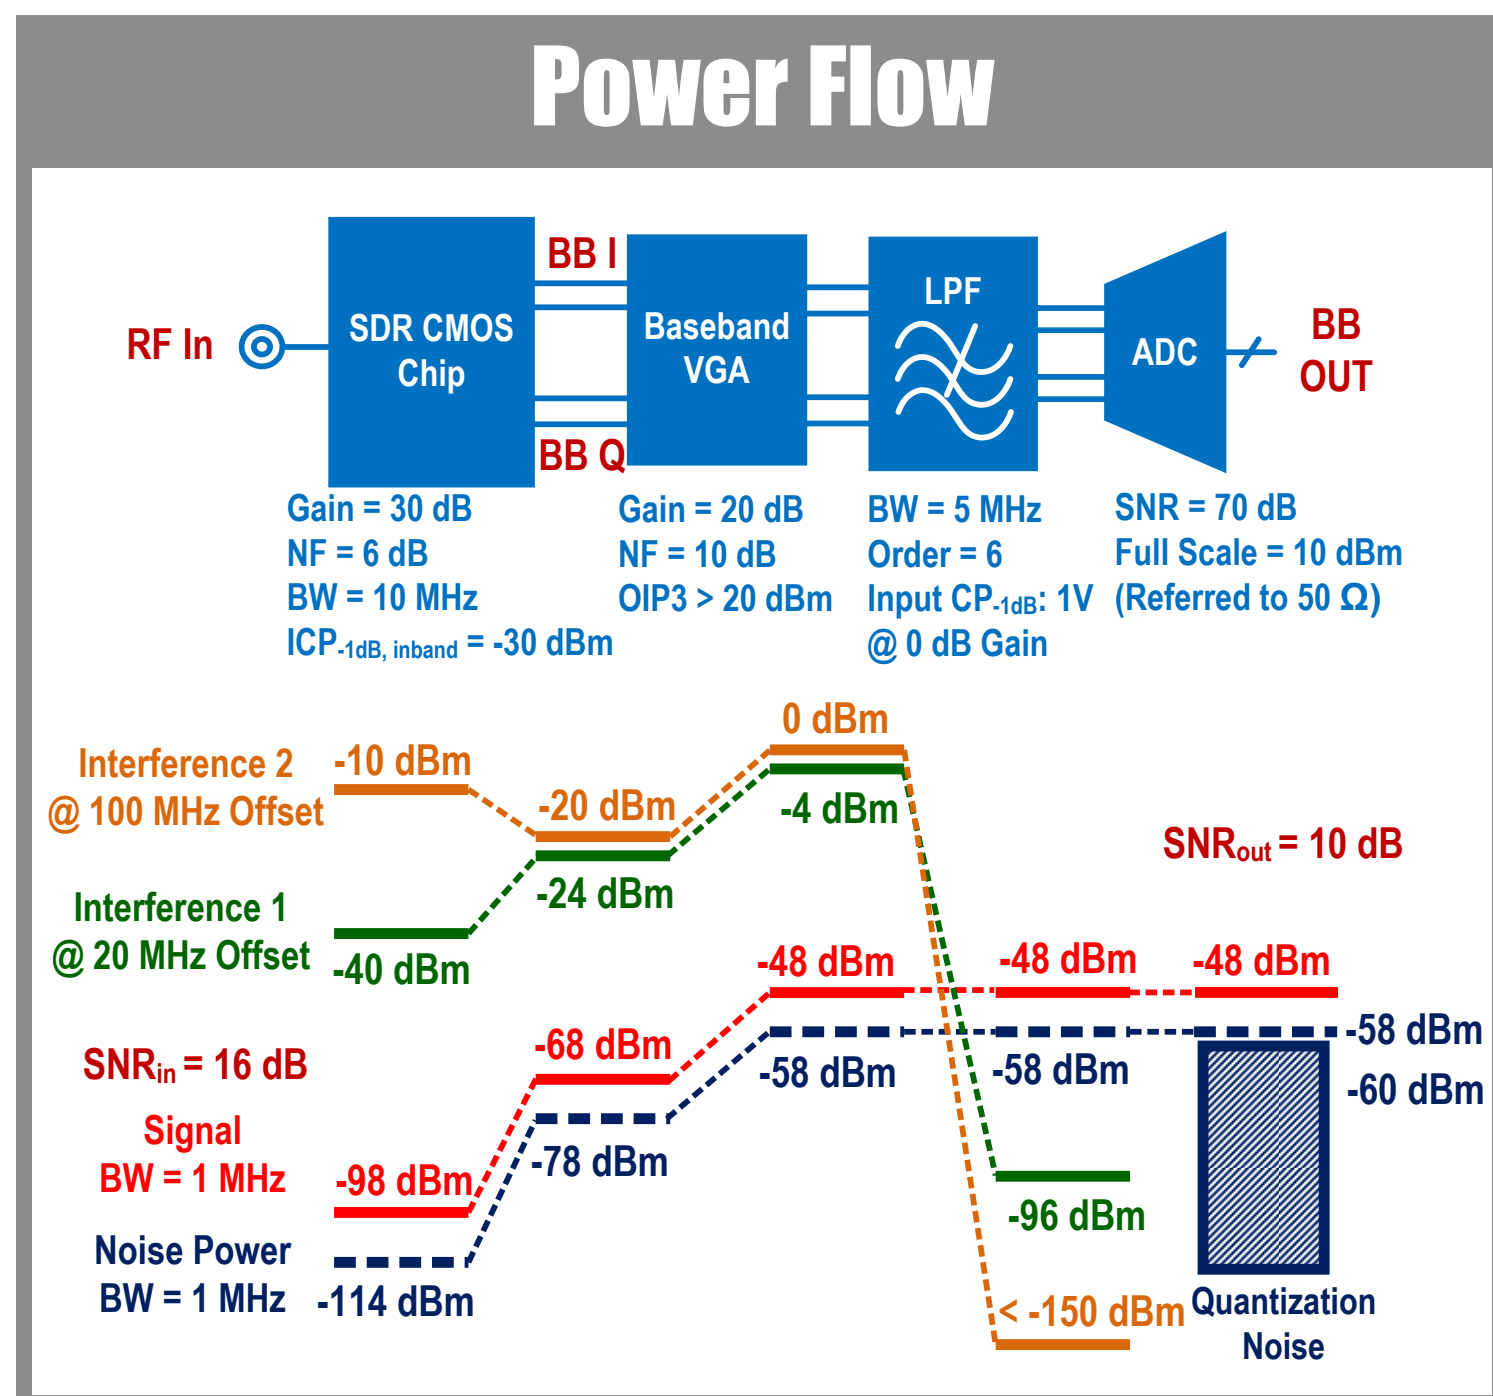 Power Flow
RF In
SDR CMOS
Chip
BB I
BB Q
Baseband
VGA
LPF
ADC
BB
OUT
Gain = 30 dB
NF = 6 dB
BW = 10 MHz
ICP-1dB, inband = -30 dBm
Gain = 20 dB
NF = 10 dB
OIP3 > 20 dBm
BW = 5 MHz
Order = 6
Input CP-1dB: 1V
@ 0 dB Gain
SNR = 70 dB
Full Scale = 10 dBm
(Referred to 50 Ω)
Interference 2
@ 100 MHz Offset
-10 dBm
-20 dBm
0 dBm
Interference 1
@ 20 MHz Offset
-40 dBm
-24 dBm
-4 dBm
SNRout = 10 dB
SNRin = 16 dB
Signal
BW = 1 MHz
-98 dBm
-68 dBm
-48 dBm
-48 dBm
-48 dBm
Noise Power
BW = 1 MHz
-114 dBm
-78 dBm
-58 dBm
-58 dBm
-58 dBm
-60 dBm
-96 dBm
< -150 dBm
Quantization
Noise